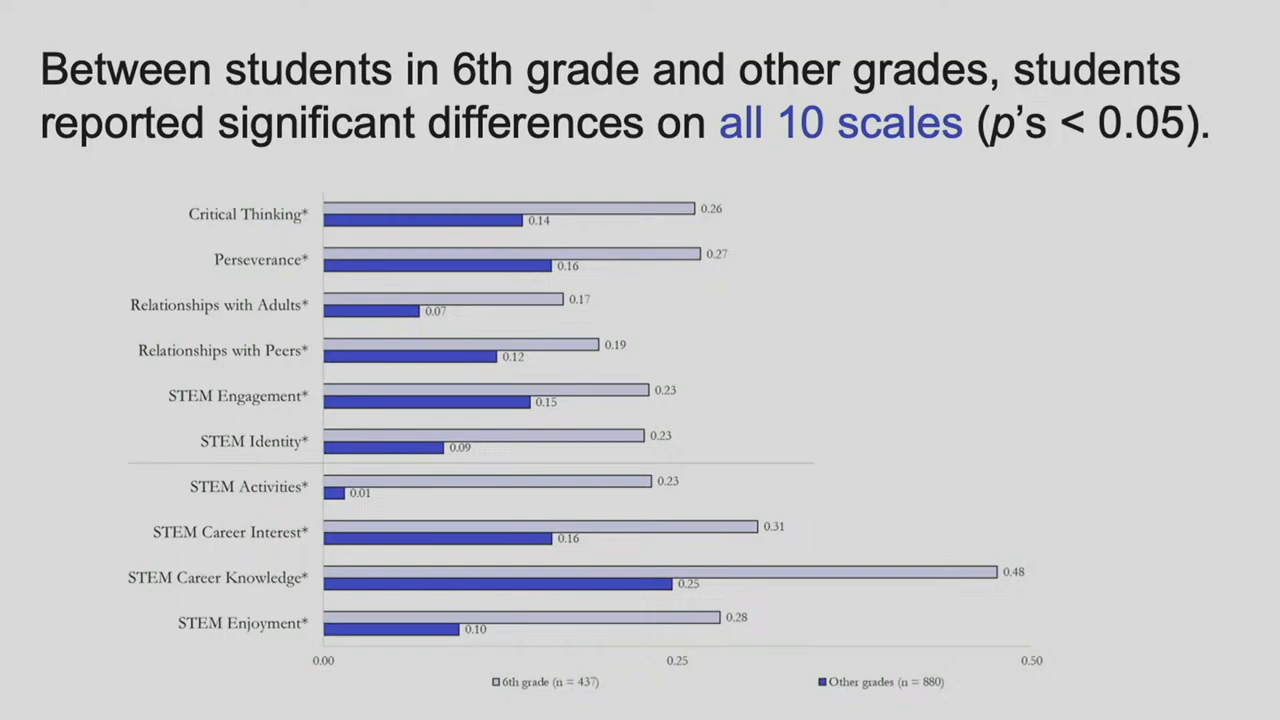 Between students in 6th grade and other grades, students
reported significant differences on all 10 scales (p’s < 0.05).
Critical Thinking*
0.26
0.14
Perseverance*
0.27
0.16
Relationships with Adults*
0.17
0.07
Relationships with Peers*
0.19
0.12
STEM Engagement*
0.23
0.15
STEM Identity*
0.23
0.09
STEM Activities*
0.23
0.01
STEM Career Interest*
0.31
0.16
STEM Career Knowledge*
0.48
0.25
STEM Enjoyment*
0.28
0.10
0.00 0.25 0.50
6th grade (n = 437) Other grades (n = 880)